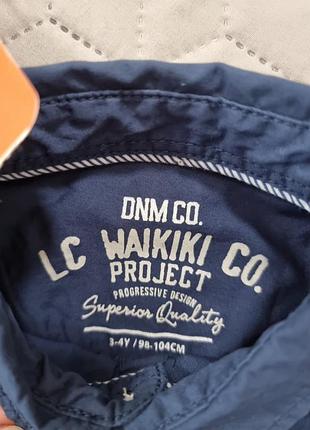 DNM CO.
LC WAIKIKI CO.
PROJECT
PROGRESSIVE DESIGN
Superior Quality
3-4Y / 98-104CM